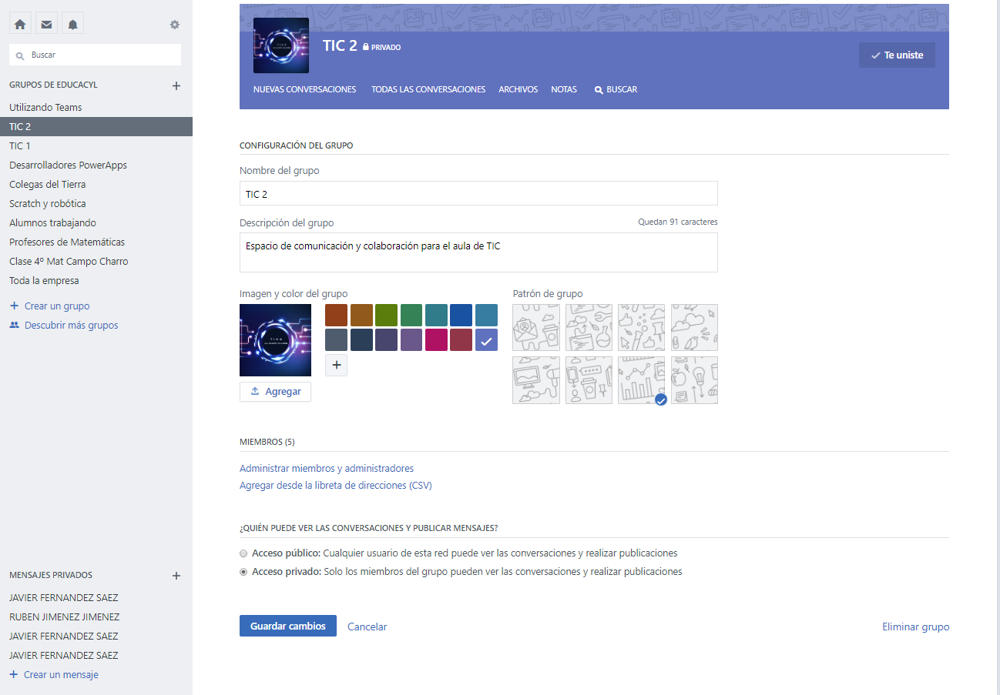 Buscar
GRUPOS DE EDUCACYL
Utilizando Teams
TIC 2
TIC 1
Desarrolladores PowerApps
Colegas del Tierra
Scratch y robótica
Alumnos trabajando
Profesores de Matemáticas
Clase 4º Mat Campo Charro
Toda la empresa
Crear un grupo
Descubrir más grupos
MENSAJES PRIVADOS
JAVIER FERNANDEZ SAEZ
RUBEN JIMENEZ JIMENEZ
JAVIER FERNANDEZ SAEZ
JAVIER FERNANDEZ SAEZ
Crear un mensaje
TIC 2 PRIVADO
Te uniste
NUEVAS CONVERSACIONES TODAS LAS CONVERSACIONES ARCHIVOS NOTAS BUSCAR
CONFIGURACIÓN DEL GRUPO
Nombre del grupo
TIC 2
Descripción del grupo Quedan 91 caracteres
Espacio de comunicación y colaboración para el aula de TIC
Imagen y color del grupo Patrón de grupo
TIC 2
Agregar
MIEMBROS (5)
Administrar miembros y administradores
Agregar desde la libreta de direcciones (CSV)
¿QUIÉN PUEDE VER LAS CONVERSACIONES Y PUBLICAR MENSAJES?
Acceso público: Cualquier usuario de esta red puede ver las conversaciones y realizar publicaciones
Acceso privado: Solo los miembros del grupo pueden ver las conversaciones y realizar publicaciones
Guardar cambios Cancelar Eliminar grupo